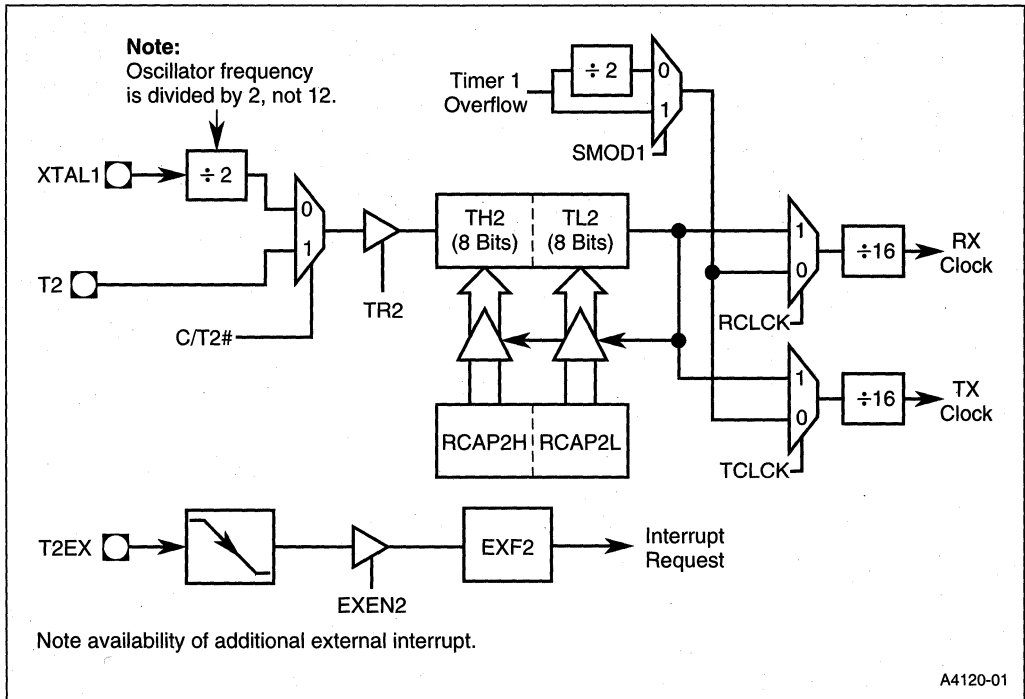 Note:
Oscillator frequency
is divided by 2, not 12.
Timer 1
Overflow
÷ 2
0
1
SMOD1
XTAL1
÷ 2
0
1
T2
C/T2#
TR2
TH2
(8 Bits)
TL2
(8 Bits)
1
0
÷16
RX
Clock
RCLCK
1
0
÷16
TX
Clock
TCLCK
RCAP2H
RCAP2L
T2EX
EXEN2
EXF2
Interrupt
Request
Note availability of additional external interrupt.
A4120-01